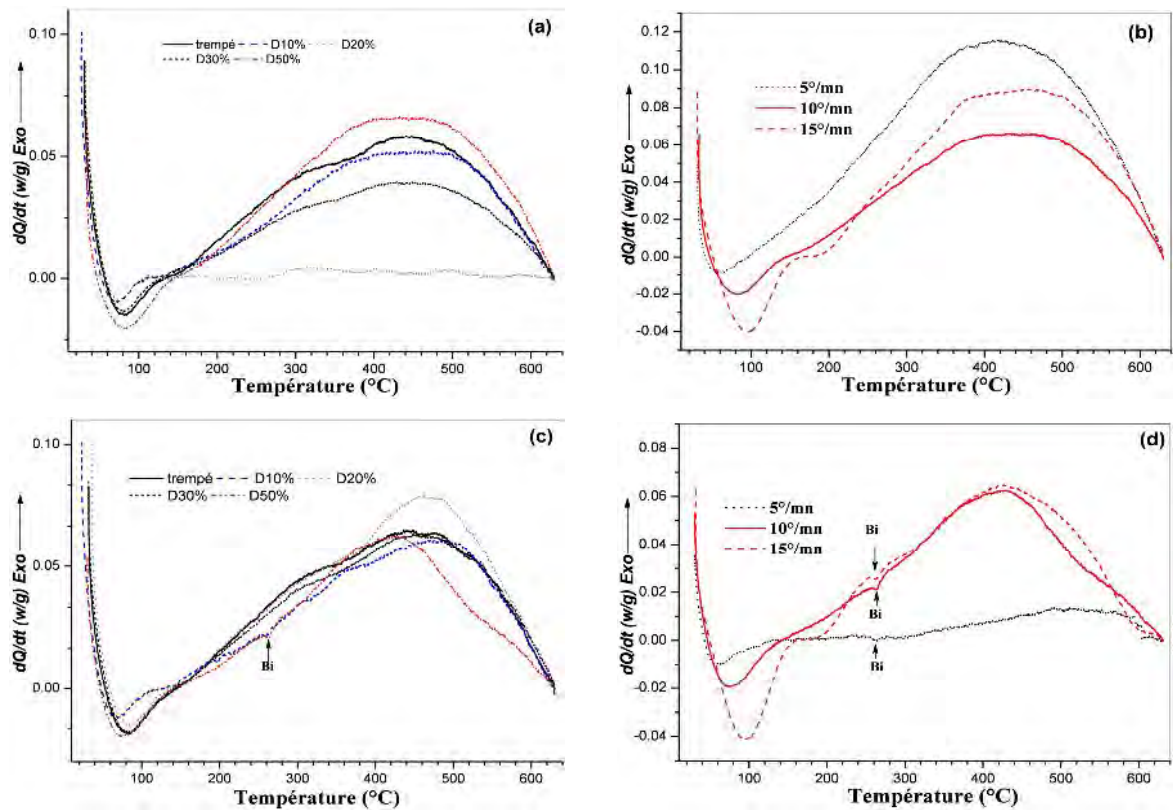 (a)
0.10
0.05
0.00
dQ/dt (w/g) Exo
trempé D10% D20%
D30% D50%
100 200 300 400 500 600
Température (°C)
(b)
0.12
0.10
0.08
0.06
0.04
0.02
0.00
-0.02
-0.04
dQ/dt (w/g) Exo
5°/mn
10°/mn
15°/mn
100 200 300 400 500 600
Température (°C)
(c)
0.10
0.05
0.00
dQ/dt (w/g) Exo
trempé D10% D20%
D30% D50%
Bi
100 200 300 400 500 600
Température (°C)
(d)
0.08
0.06
0.04
0.02
0.00
-0.02
-0.04
dQ/dt (w/g) Exo
5°/mn
10°/mn
15°/mn
Bi
Bi
Bi
100 200 300 400 500 600
Température (°C)